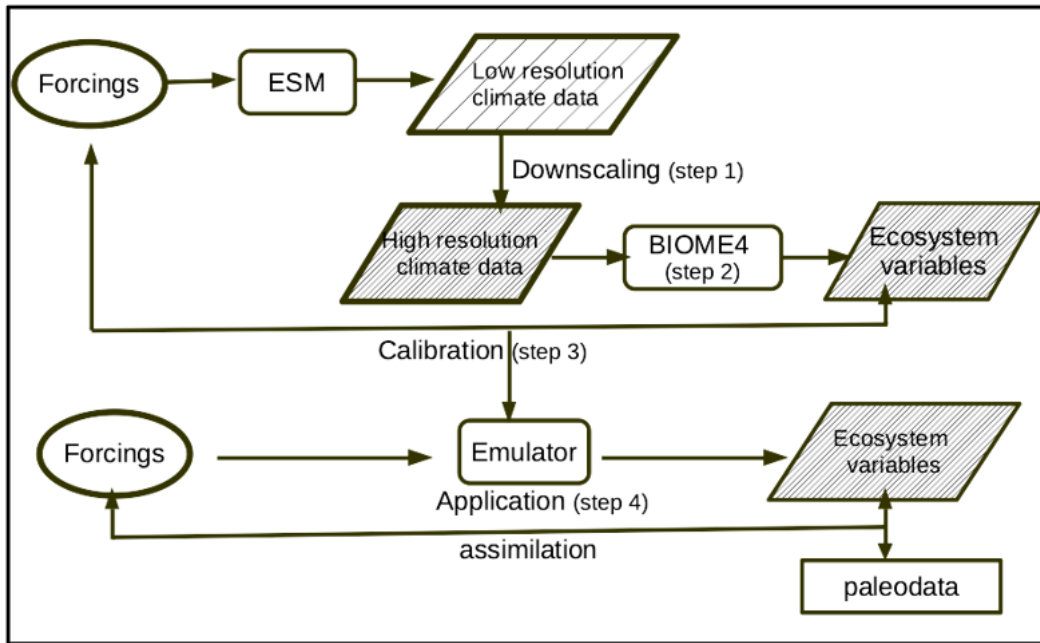 Forcings
ESM
Low resolution
climate data
Downscaling (step 1)
High resolution
climate data
BIOME4
(step 2)
Ecosystem
variables
Calibration (step 3)
Forcings
Emulator
Ecosystem
variables
Application (step 4)
assimilation
paleodata